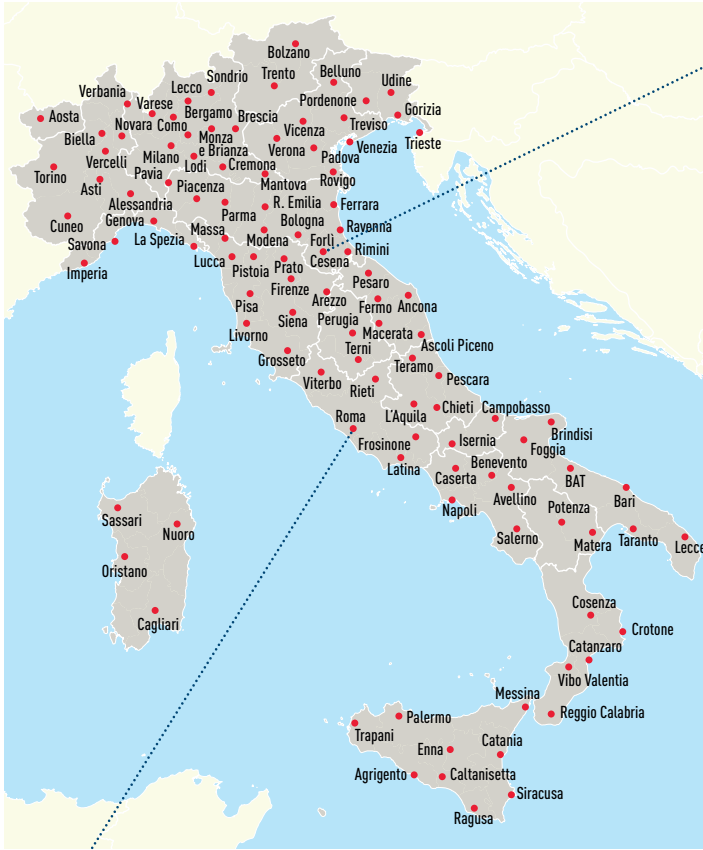 Bolzano
Sondrio
Trento
Belluno
Udine
Verbania
Lecco
Pordenone
Varese
Bergamo
Aosta
Novara
Como
Brescia
Gorizia
Biella
Monza
e Brianza
Vicenza
Treviso
Trieste
Vercelli
Milano
Verona
Padova
Venezia
Torino
Pavia
Lodi
Cremona
Asti
Piacenza
Mantova
Rovigo
Alessandria
Parma
R. Emilia
Ferrara
Cuneo
Genova
Massa
Bologna
Ravenna
Savona
La Spezia
Modena
Forlì
Cesena
Rimini
Imperia
Lucca
Pistoia
Prato
Firenze
Pesaro
Pisa
Arezzo
Fermo
Ancona
Livorno
Siena
Perugia
Macerata
Ascoli Piceno
Grosseto
Terni
Teramo
Viterbo
Rieti
Pescara
Roma
L'Aquila
Chieti
Campobasso
Frosinone
Isernia
Brindisi
Foggia
Latina
Caserta
Benevento
BAT
Avellino
Bari
Napoli
Potenza
Sassari
Nuoro
Salerno
Matera
Taranto
Lecce
Oristano
Cagliari
Cosenza
Crotone
Catanzaro
Vibo Valentia
Messina
Reggio Calabria
Palermo
Trapani
Enna
Catania
Agrigento
Caltanisetta
Siracusa
Ragusa